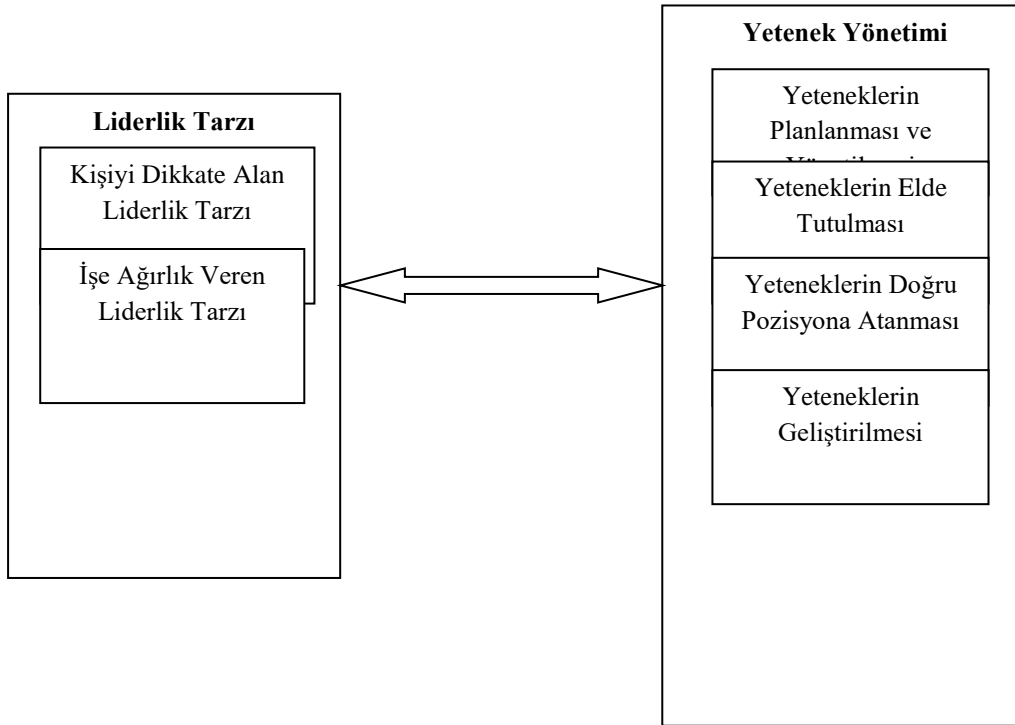 Liderlik Tarzı
Kişiyi Dikkate Alan
Liderlik Tarzı
İşe Ağırlık Veren
Liderlik Tarzı
Yetenek Yönetimi
Yeteneklerin
Planlanması ve
Yeteneklerin Elde
Tutulması
Yeteneklerin Doğru
Pozisyona Atanması
Yeteneklerin
Geliştirilmesi